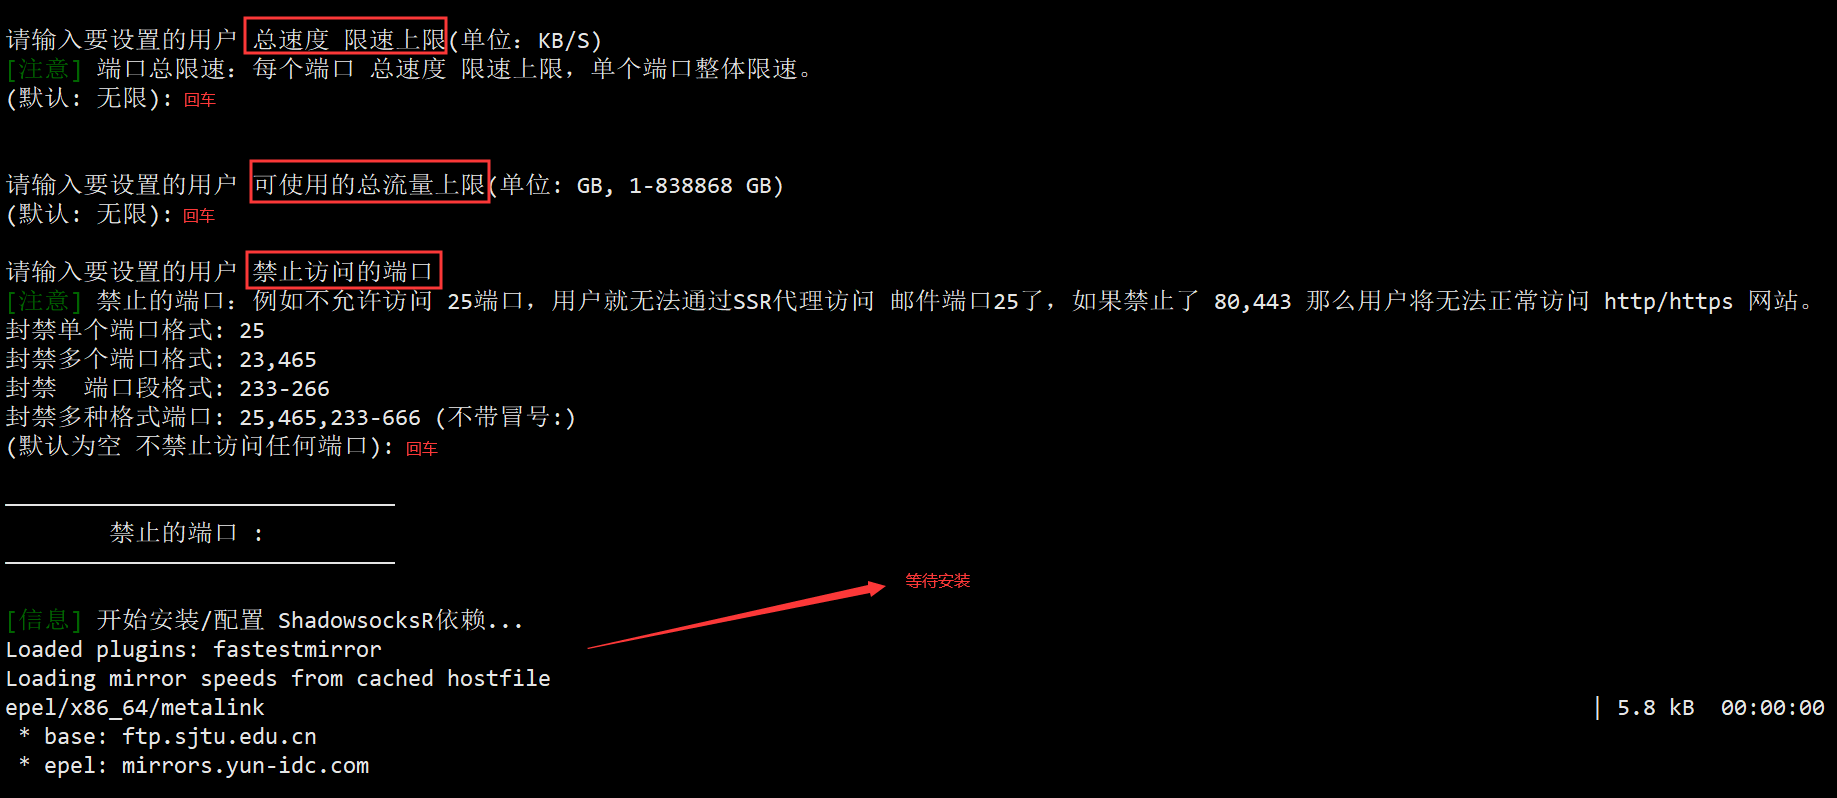 请输入要设置的用户 总速度 限速上限(单位：KB/S)
[注意] 端口总限速：每个端口 总速度 限速上限，单个端口整体限速。
(默认: 无限): 回车
请输入要设置的用户 可使用的总流量上限(单位: GB, 1-838868 GB)
(默认: 无限): 回车
请输入要设置的用户 禁止访问的端口
[注意] 禁止的端口：例如不允许访问 25端口，用户就无法通过SSR代理访问 邮件端口25了，如果禁止了 80,443 那么用户将无法正常访问 http/https 网站。
封禁单个端口格式: 25
封禁多个端口格式: 23,465
封禁  端口段格式: 233-266
封禁多种格式端口: 25,465,233-666 (不带冒号:)
(默认为空 不禁止访问任何端口): 回车
禁止的端口 :
等待安装
[信息] 开始安装/配置 ShadowsocksR依赖...
Loaded plugins: fastestmirror
Loading mirror speeds from cached hostfile
epel/x86_64/metalink | 5.8 kB  00:00:00
* base: ftp.sjtu.edu.cn
* epel: mirrors.yun-idc.com